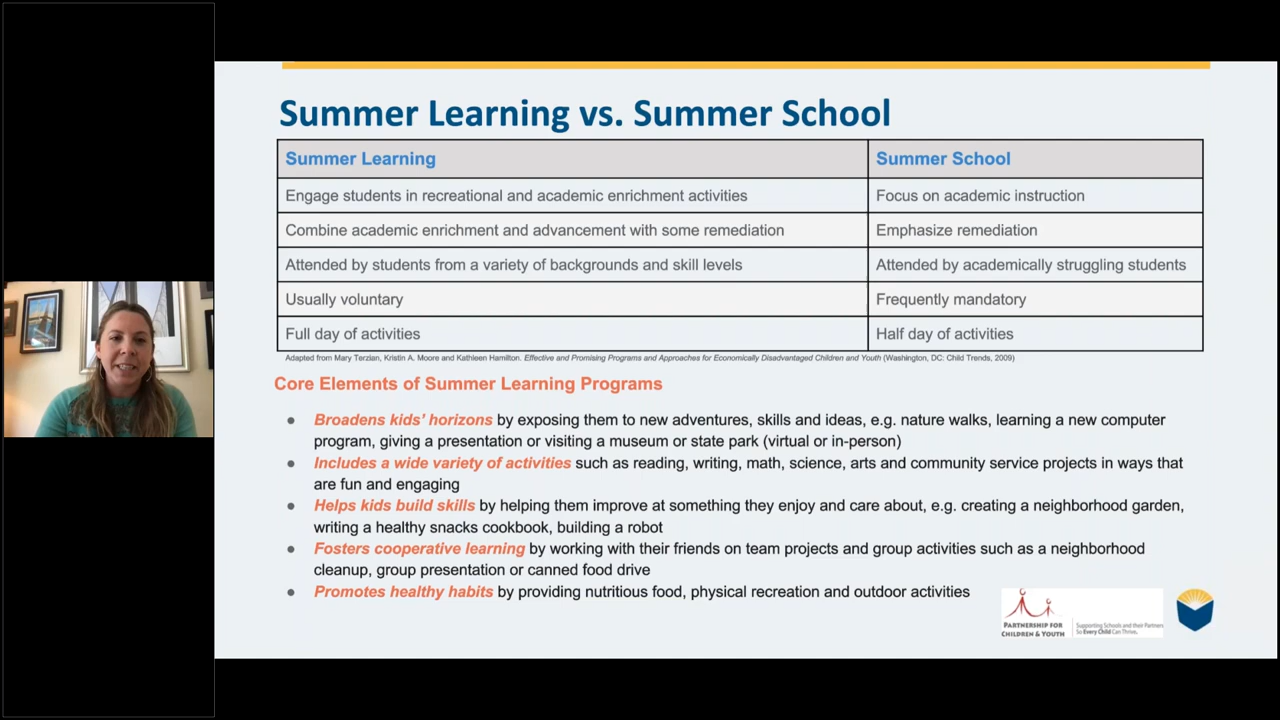 Summer Learning vs. Summer School
Summer Learning Summer School
Engage students in recreational and academic enrichment activities Focus on academic instruction
Combine academic enrichment and advancement with some remediation Emphasize remediation
Attended by students from a variety of backgrounds and skill levels Attended by academically struggling students
Usually voluntary Frequently mandatory
Full day of activities Half day of activities
Adapted from Mary Terzian, Kristin A. Moore and Kathleen Hamilton. Effective and Promising Programs and Approaches for Economically Disadvantaged Children and Youth (Washington, DC: Child Trends, 2009)
Core Elements of Summer Learning Programs
● Broadens kids' horizons by exposing them to new adventures, skills and ideas, e.g. nature walks, learning a new computer
program, giving a presentation or visiting a museum or state park (virtual or in-person)
● Includes a wide variety of activities such as reading, writing, math, science, arts and community service projects in ways that
are fun and engaging
● Helps kids build skills by helping them improve at something they enjoy and care about, e.g. creating a neighborhood garden,
writing a healthy snacks cookbook, building a robot
● Fosters cooperative learning by working with their friends on team projects and group activities such as a neighborhood
cleanup, group presentation or canned food drive
● Promotes healthy habits by providing nutritious food, physical recreation and outdoor activities
PARTNERSHIP FOR
CHILDREN & YOUTH
Supporting Schools and their Partners
So Every Child Can Thrive.